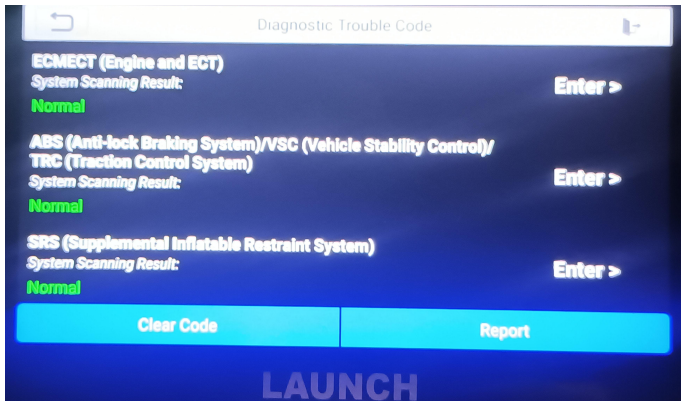 Diagnostic Trouble Code
ECMECT (Engine and ECT)
System Scanning Result:
Normal
Enter >
ABS (Anti-lock Braking System)/VSC (Vehicle Stability Control)/
TRC (Traction Control System)
System Scanning Result:
Normal
Enter >
SRS (Supplemental Inflatable Restraint System)
System Scanning Result:
Normal
Enter >
Clear Code
Report
LAUNCH